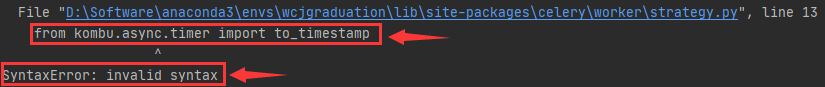 File "D:\Software\anaconda3\envs\wcjgraduation\lib\site-packages\celery\worker\strategy.py", line 13
from kombu.async.timer import to_timestamp
^
SyntaxError: invalid syntax